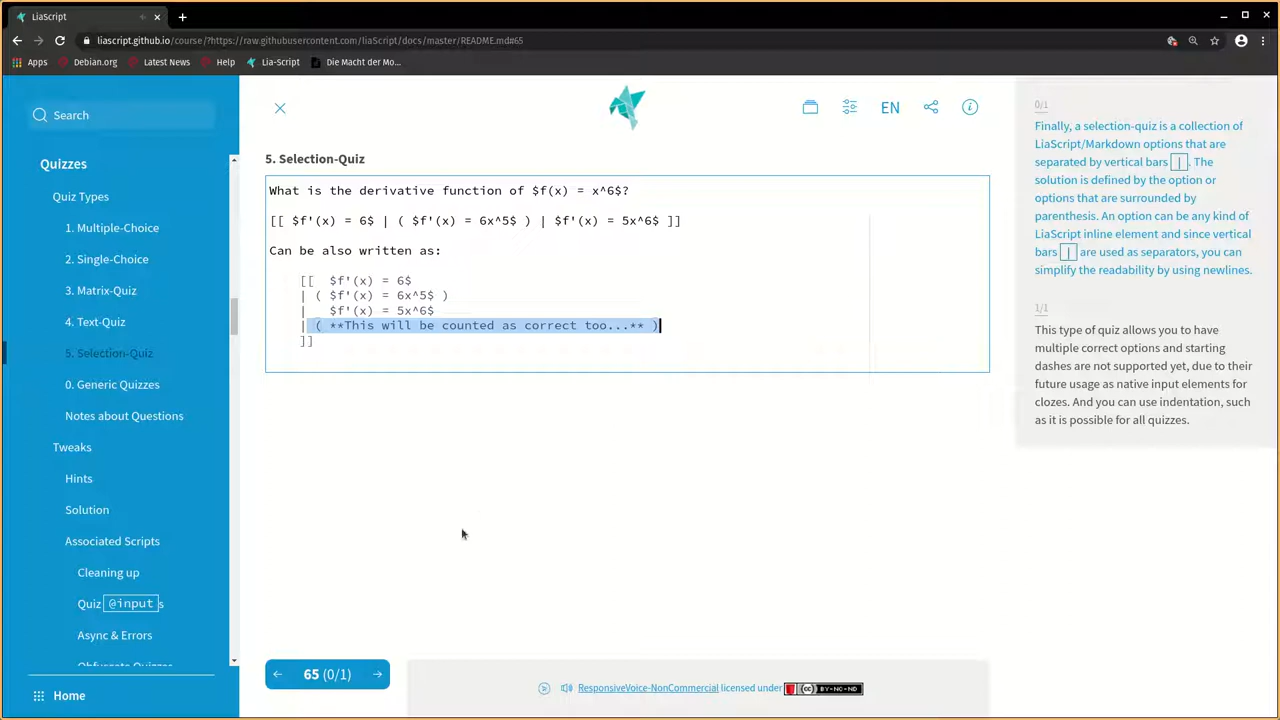 LiaScript
liascript.github.io/course/?https://raw.githubusercontent.com/liaScript/docs/master/README.md#65
Apps
Debian.org
Latest News
Help
Lia-Script
Die Macht der Mo...
Search
Quizzes
Quiz Types
1. Multiple-Choice
2. Single-Choice
3. Matrix-Quiz
4. Text-Quiz
5. Selection-Quiz
0. Generic Quizzes
Notes about Questions
Tweaks
Hints
Solution
Associated Scripts
Cleaning up
Quiz @input s
Async & Errors
Obfuscate Quizzes
Home
EN
5. Selection-Quiz
What is the derivative function of $f(x) = x^6$?
[[ $f'(x) = 6$ | ( $f'(x) = 6x^5$ ) | $f'(x) = 5x^6$ ]]
Can be also written as:
[[  $f'(x) = 6$
| ( $f'(x) = 6x^5$ )
|   $f'(x) = 5x^6$
| ( **This will be counted as correct too...** )
]]
65 (0/1)
ResponsiveVoice-NonCommercial licensed under
BY-NC-ND
0/1
Finally, a selection-quiz is a collection of
LiaScript/Markdown options that are
separated by vertical bars |. The
solution is defined by the option or
options that are surrounded by
parenthesis. An option can be any kind of
LiaScript inline element and since vertical
bars | are used as separators, you can
simplify the readability by using newlines.
1/1
This type of quiz allows you to have
multiple correct options and starting
dashes are not supported yet, due to their
future usage as native input elements for
clozes. And you can use indentation, such
as it is possible for all quizzes.